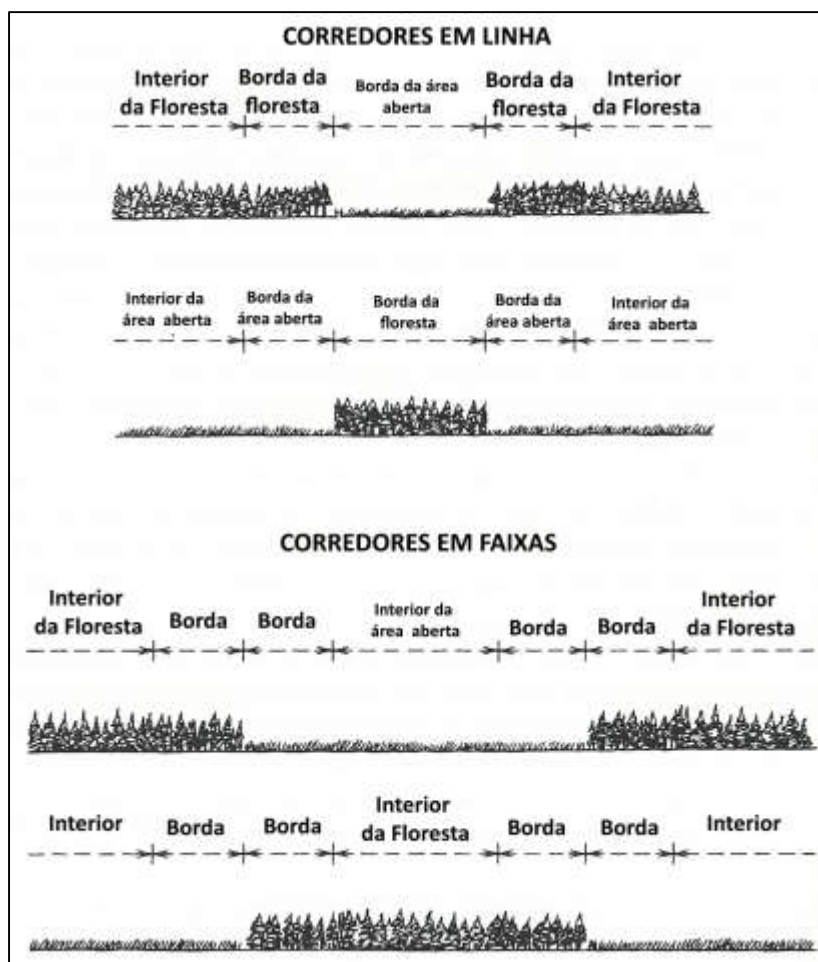 CORREDORES EM LINHA
Interior da Floresta
Borda da floresta
Borda da área aberta
Borda da floresta
Interior da Floresta
Interior da área aberta
Borda da área aberta
Borda da floresta
Borda da área aberta
Interior da área aberta
CORREDORES EM FAIXAS
Interior da Floresta
Borda
Borda
Interior da área aberta
Borda
Borda
Interior da Floresta
Interior
Borda
Borda
Interior da Floresta
Borda
Borda
Interior